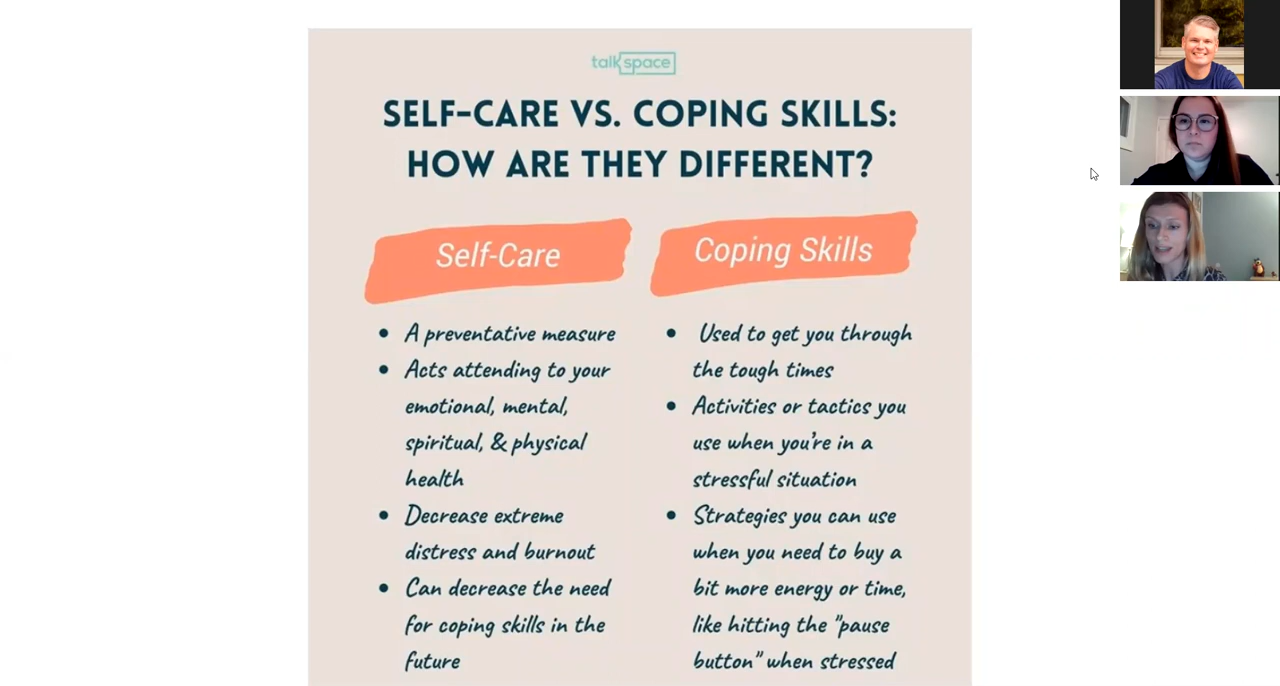 talkspace
SELF-CARE VS. COPING SKILLS:
HOW ARE THEY DIFFERENT?
Self-Care
• A preventative measure
• Acts attending to your
emotional, mental,
spiritual, & physical
health
• Decrease extreme
distress and burnout
• Can decrease the need
for coping skills in the
future
Coping Skills
• Used to get you through
the tough times
• Activities or tactics you
use when you're in a
stressful situation
• Strategies you can use
when you need to buy a
bit more energy or time,
like hitting the "pause
button" when stressed